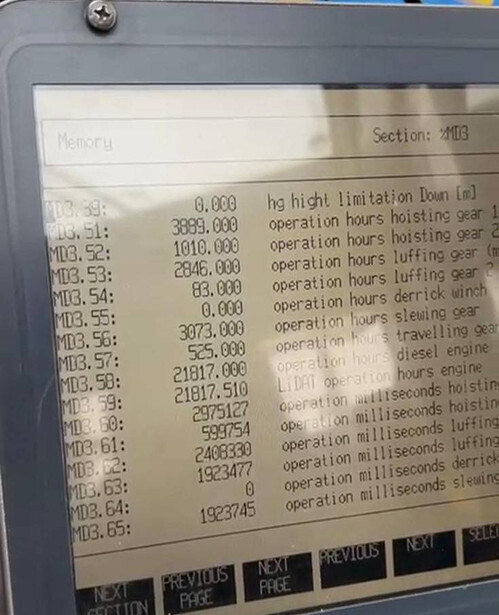 Memory Section: %MD3
MD3.39: 0.000 hg hight limitation Down [m]
MD3.51: 3889.000 operation hours hoisting gear 1
MD3.52: 1010.000 operation hours hoisting gear 2
MD3.53: 2846.000 operation hours luffing gear (m
MD3.54: 83.000 operation hours luffing gear 2
MD3.55: 0.000 operation hours derrick winch
MD3.56: 3073.000 operation hours slewing gear
MD3.57: 525.000 operation hours travelling gear
MD3.58: 21817.000 operation hours diesel engine
MD3.59: 21817.510 LiDAT operation hours engine
MD3.60: 2975127 operation milliseconds hoisting
MD3.61: 599754 operation milliseconds hoisting
MD3.62: 2408330 operation milliseconds luffing
MD3.63: 1923477 operation milliseconds luffing
MD3.64: 0 operation milliseconds derrick
MD3.65: 1923745 operation milliseconds slewing
NEXT SECTION
PREVIOUS PAGE
NEXT PAGE
PREVIOUS
NEXT
SELE